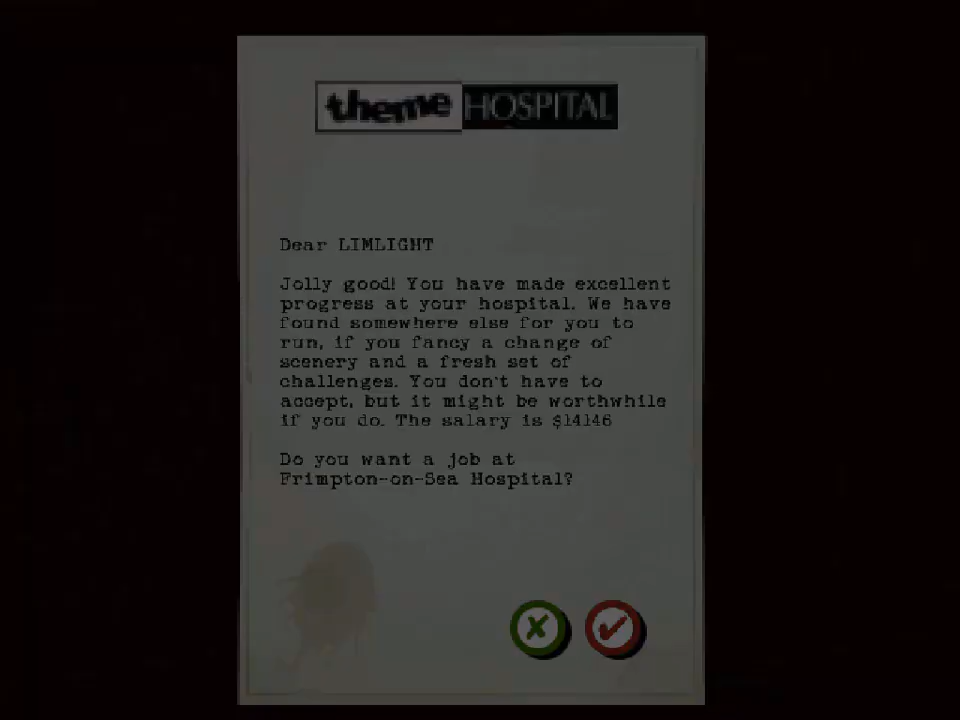 theme HOSPITAL
Dear LIMLIGHT
Jolly good! You have made excellent
progress at your hospital. We have
found somewhere else for you to
run, if you fancy a change of
scenery and a fresh set of
challenges. You don't have to
accept, but it might be worthwhile
if you do. The salary is $14146
Do you want a job at
Frimpton-on-Sea Hospital?